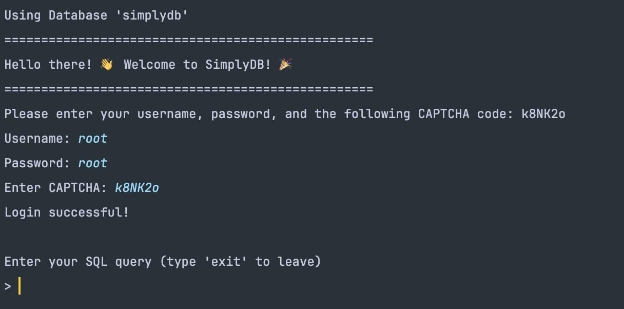 Using Database 'simplydb'
==================================================
Hello there! 👋 Welcome to SimplyDB! 🎉
==================================================
Please enter your username, password, and the following CAPTCHA code: k8NK2o
Username: root
Password: root
Enter CAPTCHA: k8NK2o
Login successful!
Enter your SQL query (type 'exit' to leave)
>